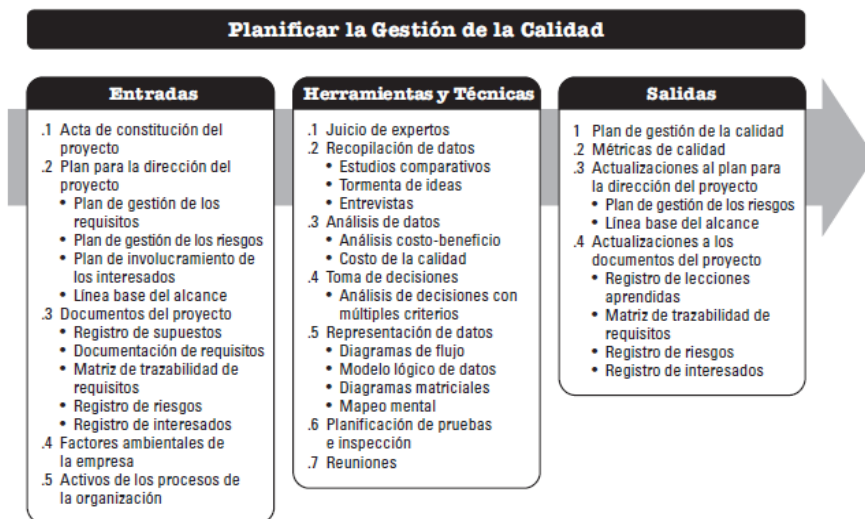 Planificar la Gestión de la Calidad
Entradas
.1 Acta de constitución del
proyecto
.2 Plan para la dirección del
proyecto
• Plan de gestión de los
requisitos
• Plan de gestión de los riesgos
• Plan de involucramiento de
los interesados
• Línea base del alcance
.3 Documentos del proyecto
• Registro de supuestos
• Documentación de requisitos
• Matriz de trazabilidad de
requisitos
• Registro de riesgos
• Registro de interesados
.4 Factores ambientales de
la empresa
.5 Activos de los procesos de
la organización
Herramientas y Técnicas
.1 Juicio de expertos
.2 Recopilación de datos
• Estudios comparativos
• Tormenta de ideas
• Entrevistas
.3 Análisis de datos
• Análisis costo-beneficio
• Costo de la calidad
.4 Toma de decisiones
• Análisis de decisiones con
múltiples criterios
.5 Representación de datos
• Diagramas de flujo
• Modelo lógico de datos
• Diagramas matriciales
• Mapeo mental
.6 Planificación de pruebas
e inspección
.7 Reuniones
Salidas
1 Plan de gestión de la calidad
.2 Métricas de calidad
.3 Actualizaciones al plan para
la dirección del proyecto
• Plan de gestión de los riesgos
• Línea base del alcance
.4 Actualizaciones a los
documentos del proyecto
• Registro de lecciones
aprendidas
• Matriz de trazabilidad de
requisitos
• Registro de riesgos
• Registro de interesados